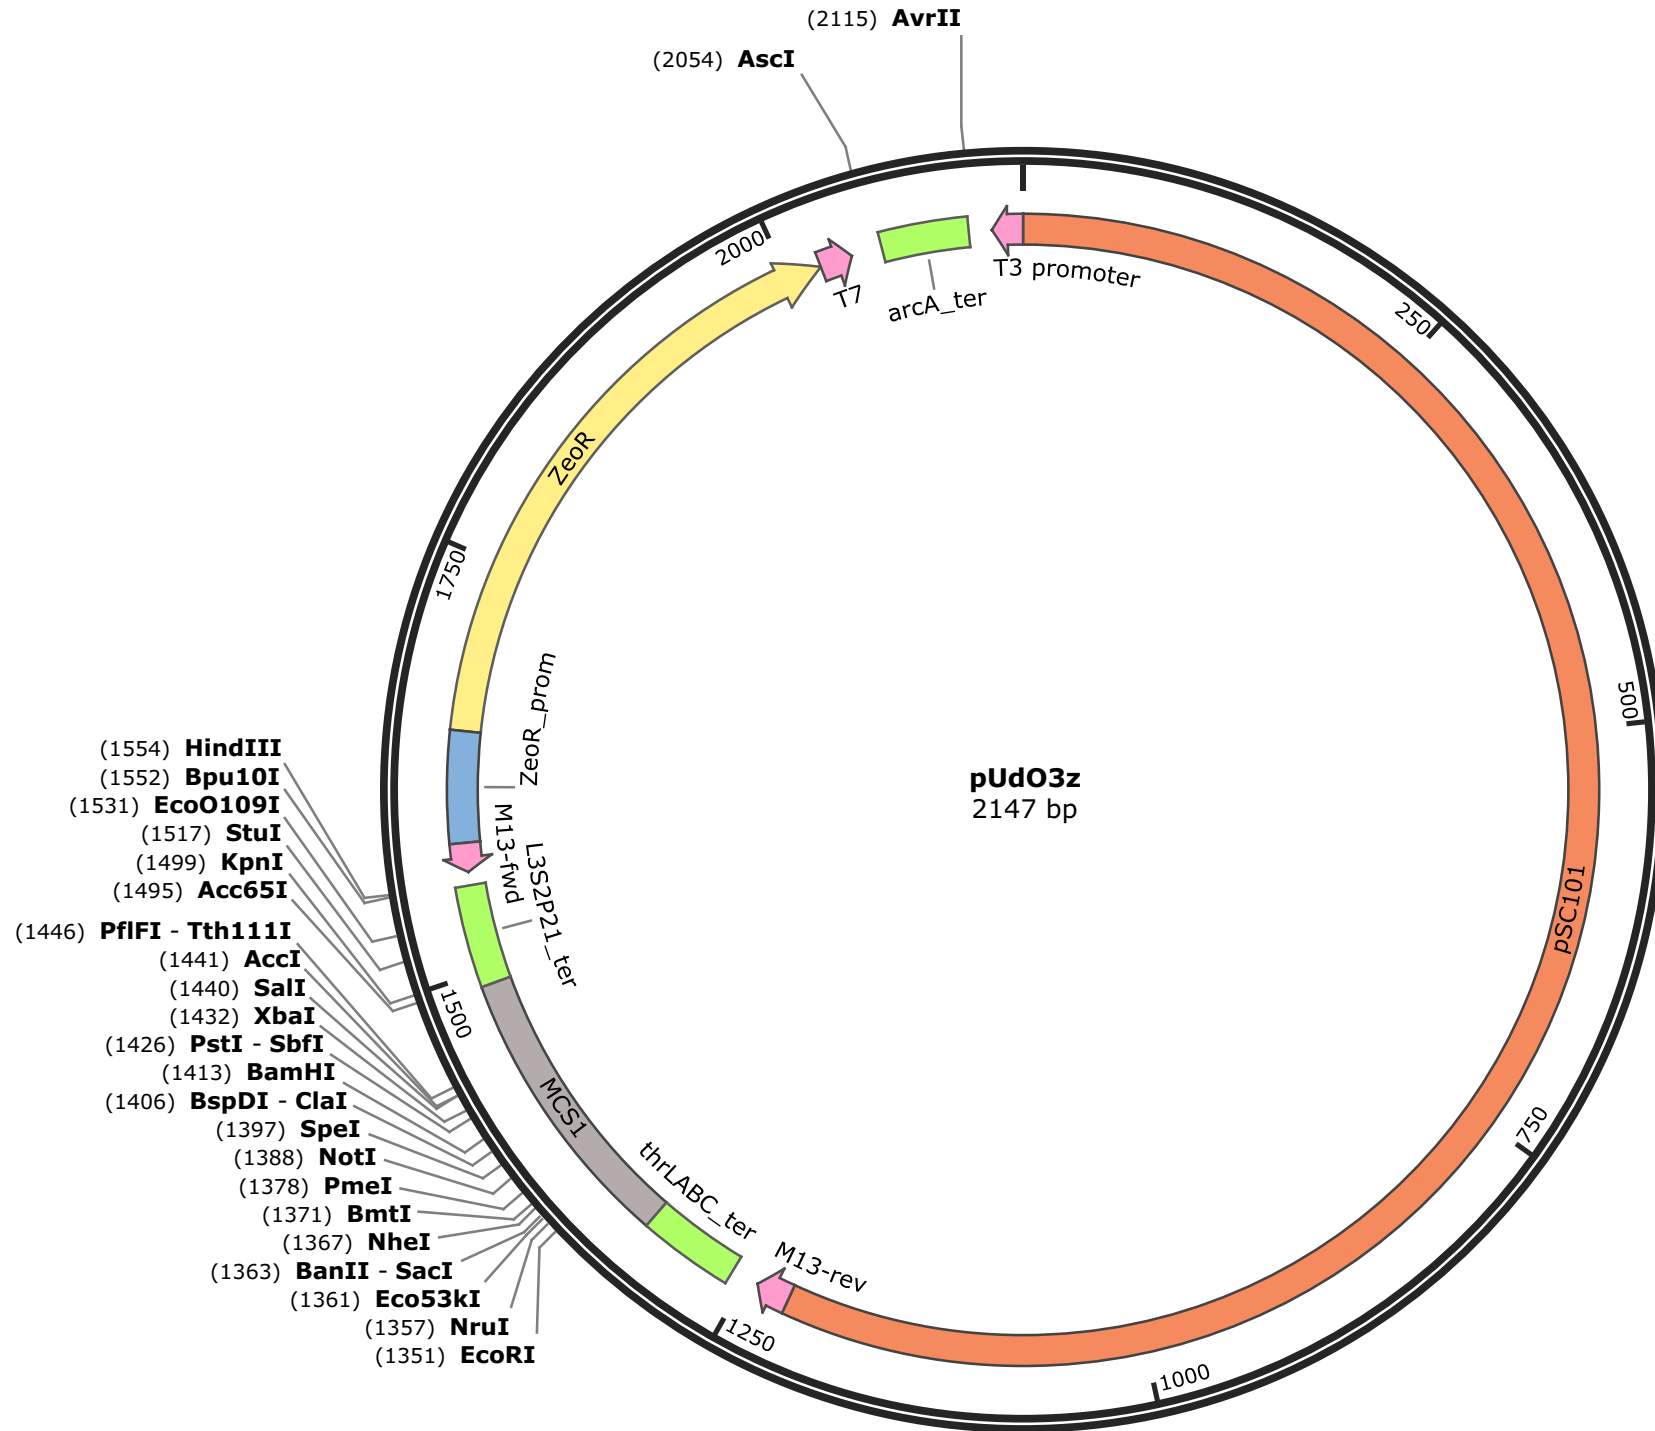 (2115) AvrII
(2054) AscI
2000
T7
arcA_ter
T3 promoter
250
ZeoR
1750
500
ZeoR_prom
(1554) HindIII
(1552) Bpu10I
(1531) EcoO109I
(1517) StuI
(1499) KpnI
(1495) Acc65I
(1446) PflFI - Tth111I
(1441) AccI
(1440) SalI
(1432) XbaI
(1426) PstI - SbfI
(1413) BamHI
(1406) BspDI - ClaI
(1397) SpeI
(1388) NotI
(1378) PmeI
(1371) BmtI
(1367) NheI
(1363) BanII - SacI
(1361) Eco53kI
(1357) NruI
(1351) EcoRI
pUdO3z
2147 bp
M13-fwd
L3S2P21_ter
pSC101
1500
MCS1
750
thrLABC_ter
M13-rev
1250
1000